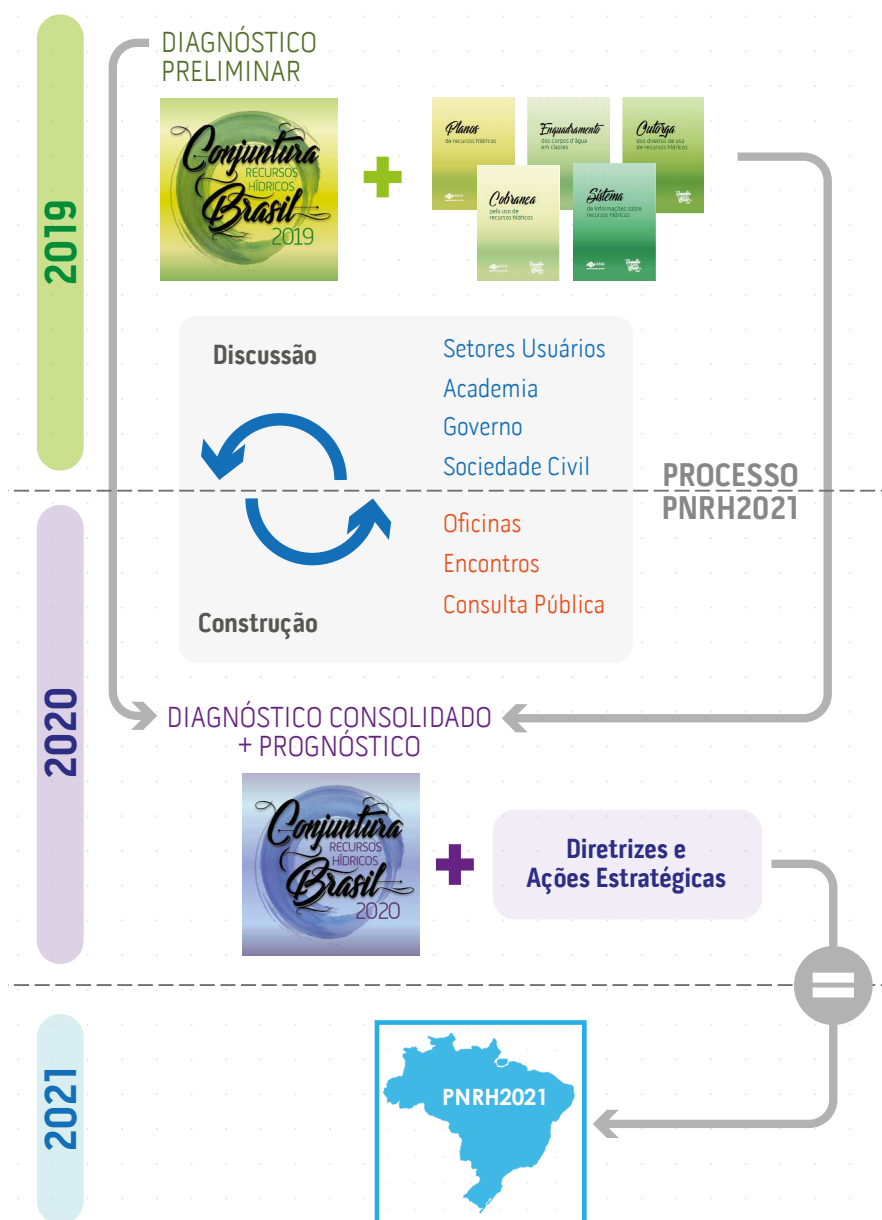 2019
DIAGNÓSTICO
PRELIMINAR
Conjuntura
RECURSOS
HÍDRICOS
Brasil
2019
Planos
de recursos hídricos
Enquadramento
dos corpos d'água
em classes
Outorga
dos direitos de uso
de recursos hídricos
Cobrança
pelo uso de
recursos hídricos
ANA
Sistema
de informações sobre
recursos hídricos
ANA
Discussão
Setores Usuários
Academia
Governo
Sociedade Civil
PROCESSO
PNRH2021
2020
Oficinas
Encontros
Consulta Pública
Construção
DIAGNÓSTICO CONSOLIDADO
+ PROGNÓSTICO
Conjuntura
RECURSOS
HÍDRICOS
Brasil
2020
Diretrizes e
Ações Estratégicas
2021
PNRH2021